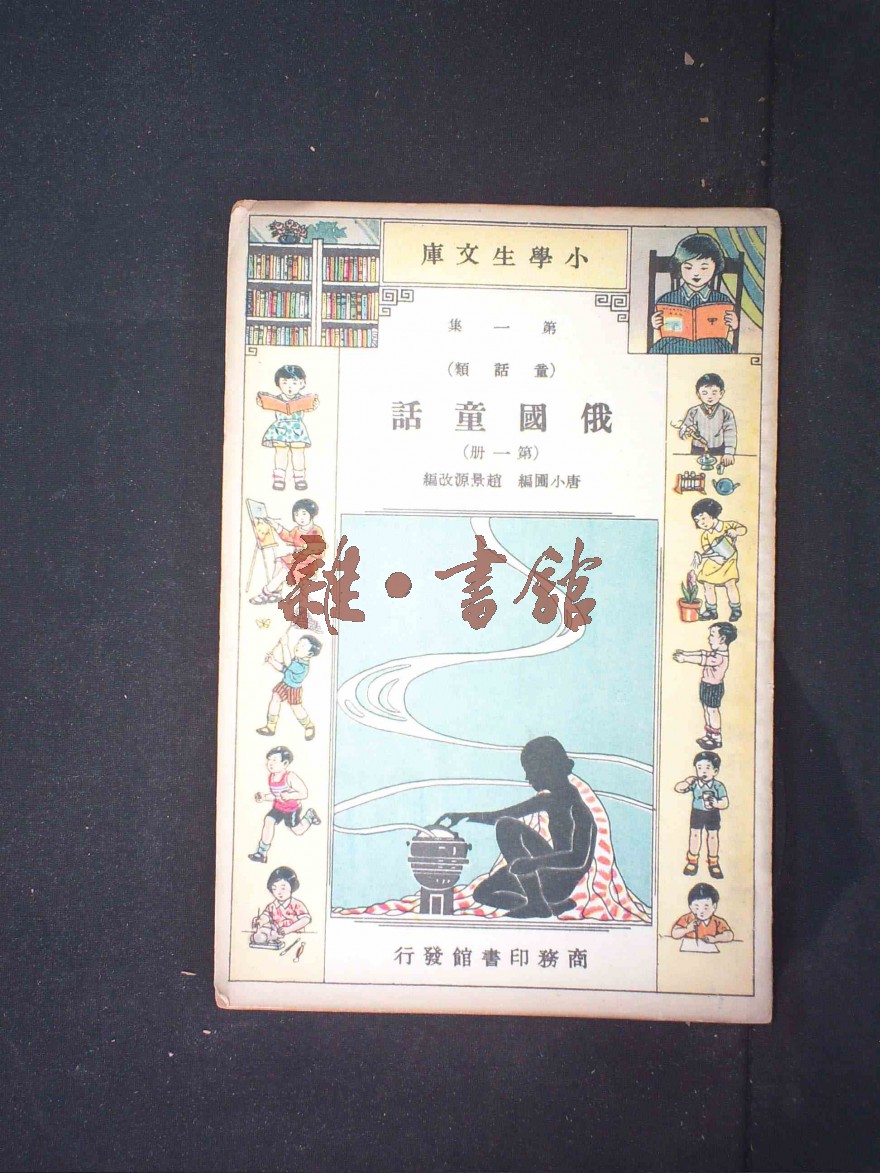 小學生文庫
第一集
(童話類)
俄國童話
(第一册)
唐小圃編 趙景源改編
雜·書館
商務印書館發行